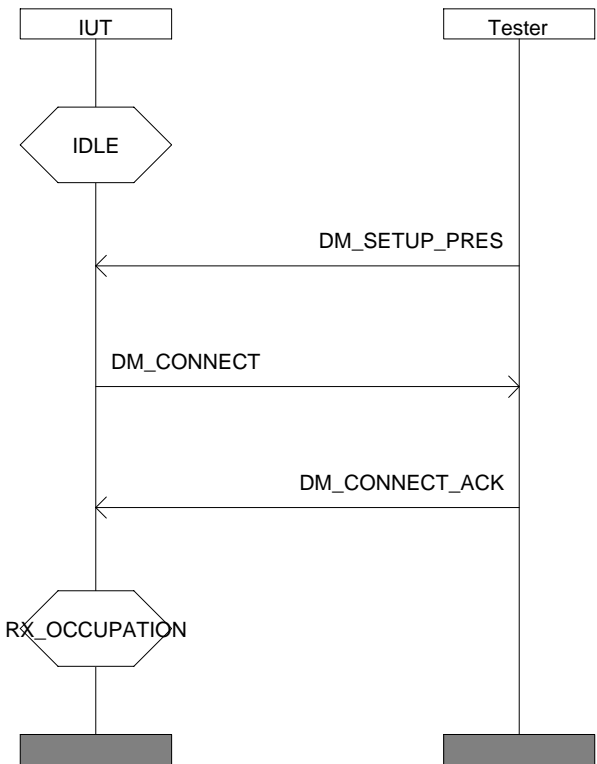 IUT
Tester
IDLE
DM_SETUP_PRES
DM_CONNECT
DM_CONNECT_ACK
RX_OCCUPATION